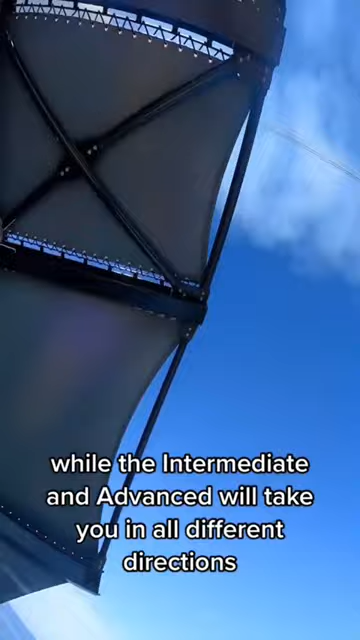 while the Intermediate
and Advanced will take
you in all different
directions